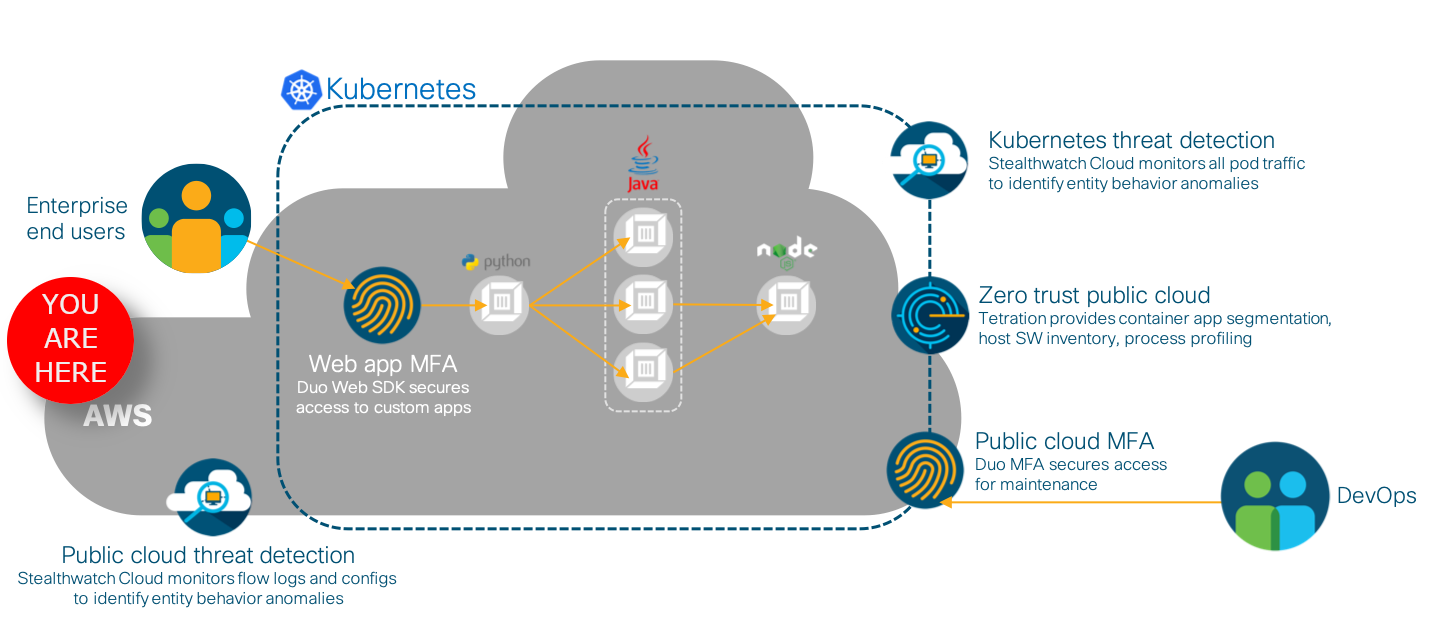 Kubernetes
Kubernetes threat detection
Stealthwatch Cloud monitors all pod traffic
to identify entity behavior anomalies
Java
Enterprise
end users
python
node
JS
YOU
ARE
HERE
AWS
Zero trust public cloud
Tetration provides container app segmentation,
host SW inventory, process profiling
Web app MFA
Duo Web SDK secures
access to custom apps
Public cloud MFA
Duo MFA secures access
for maintenance
DevOps
Public cloud threat detection
Stealthwatch Cloud monitors flow logs and configs
to identify entity behavior anomalies